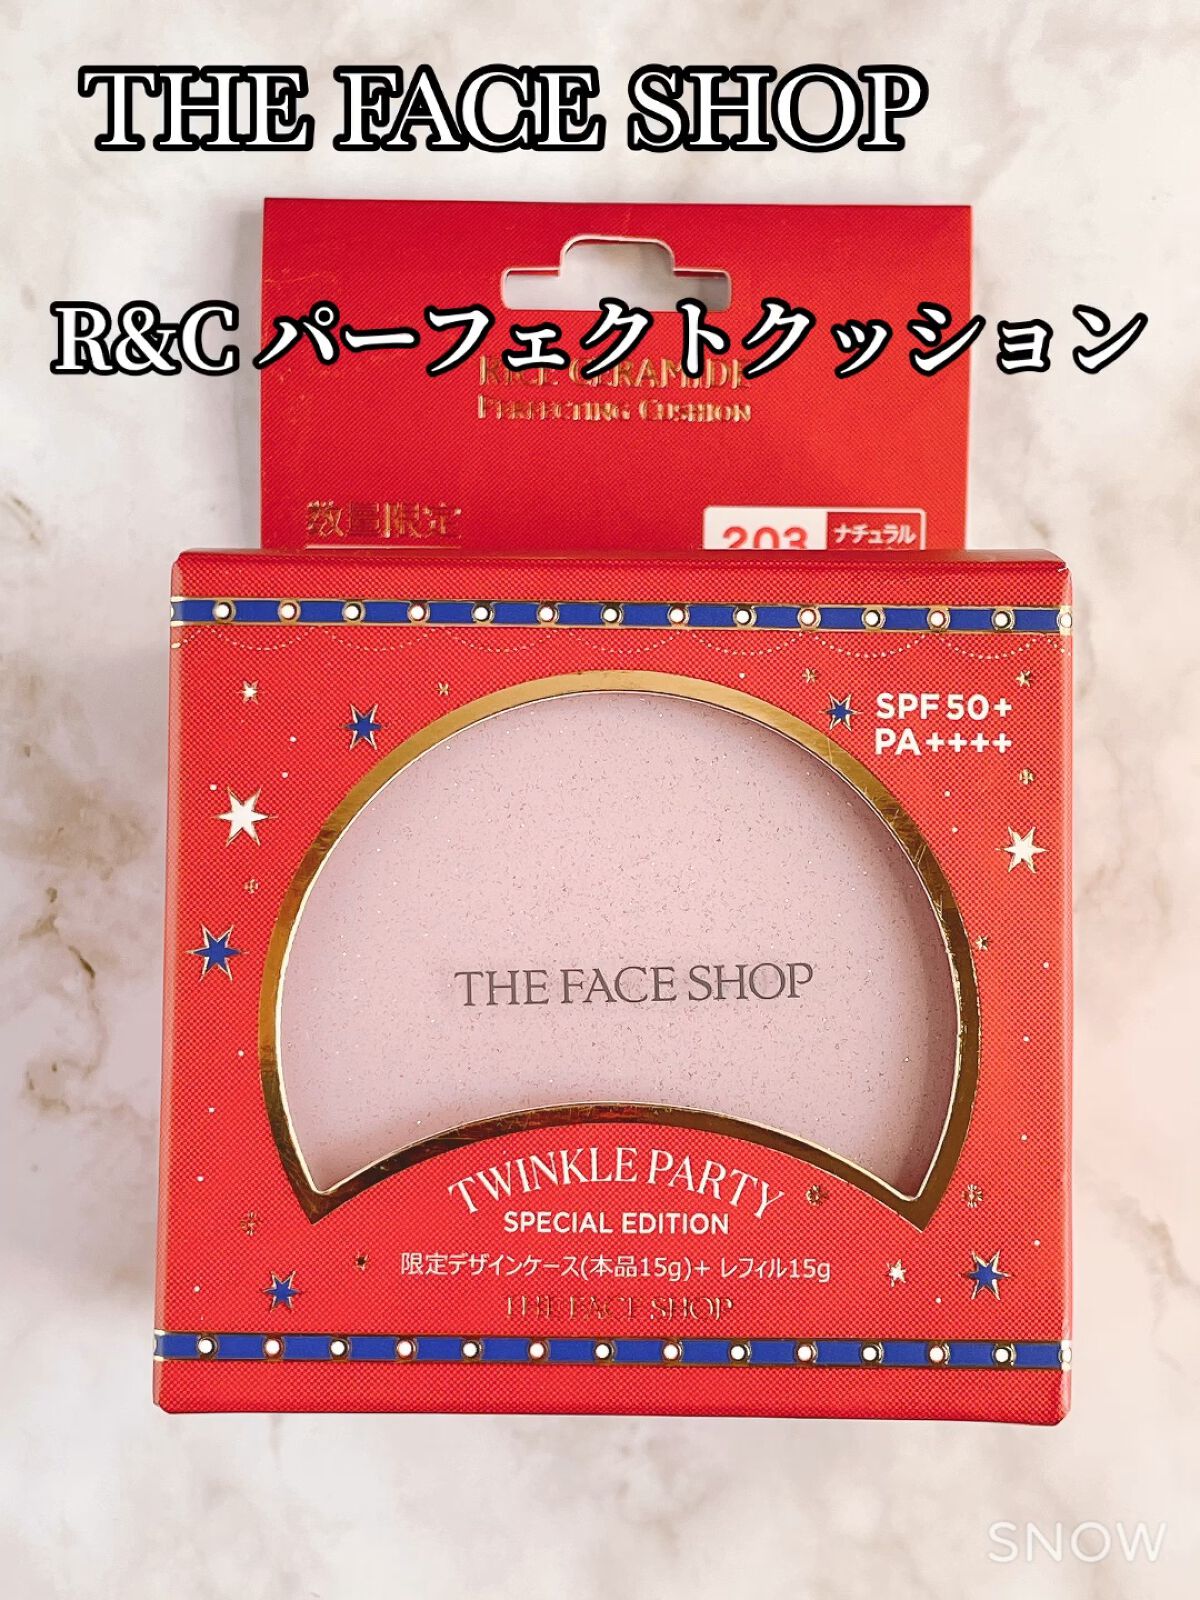 THE FACE SHOP
R&C パーフェクトクッション
RICE CERAMIDE
PERFECTING CUSHION
数量限定
203 ナチュラル
SPF 50+
PA++++
THE FACE SHOP
TWINKLE PARTY
SPECIAL EDITION
限定デザインケース(本品15g)+ レフィル15g
THE FACE SHOP
SNOW